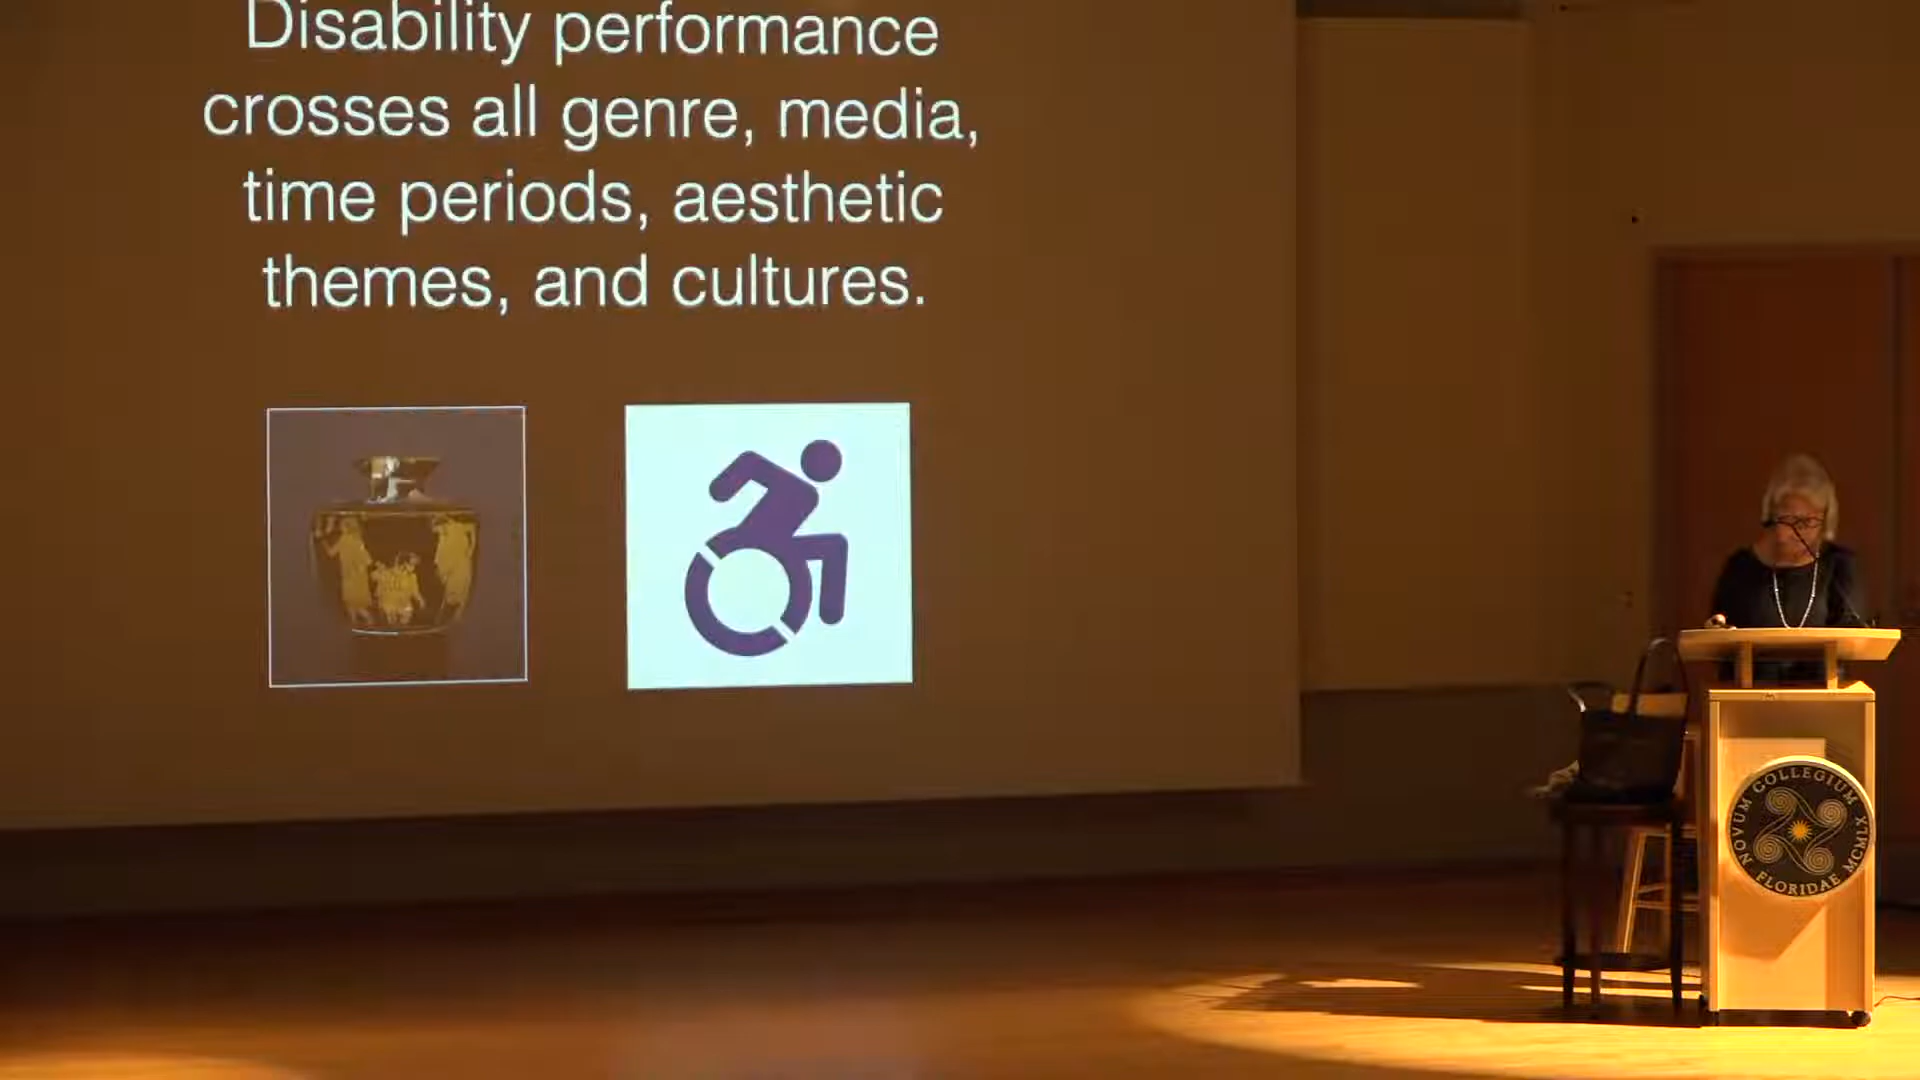 Disability performance
crosses all genre, media,
time periods, aesthetic
themes, and cultures.
NOVUM COLLEGIUM
FLORIDAE MCMLX